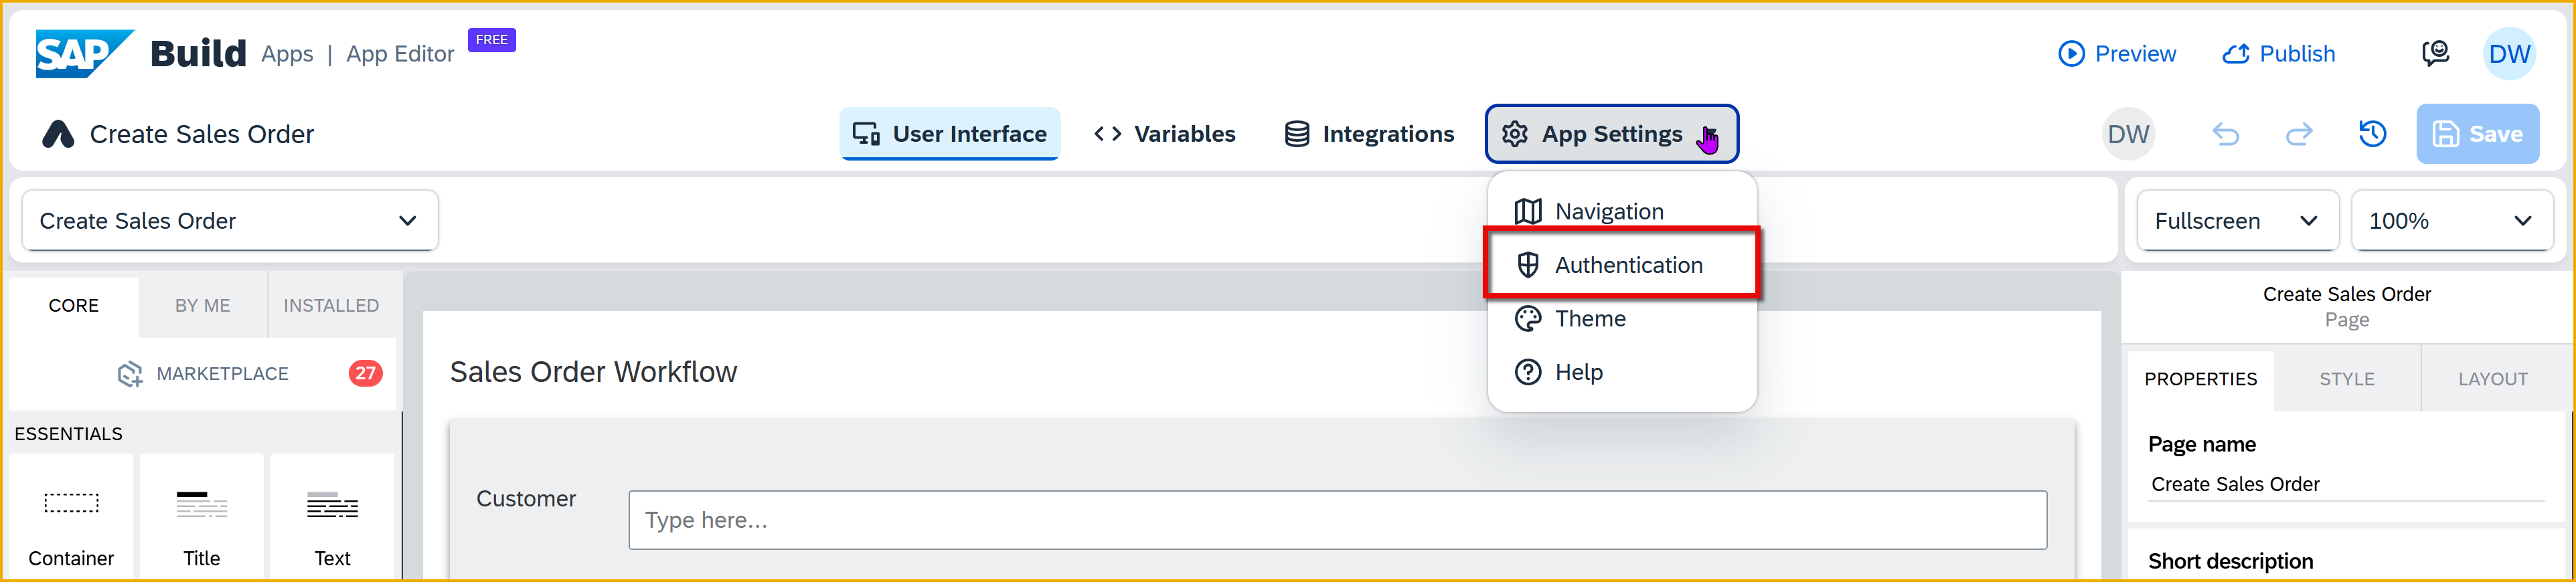 SAP Build Apps | App Editor FREE
Preview
Publish
DW
Create Sales Order
User Interface
Variables
Integrations
App Settings
DW
Save
Create Sales Order
Navigation
Authentication
Theme
Help
Fullscreen
100%
CORE
BY ME
INSTALLED
MARKETPLACE
27
ESSENTIALS
Container
Title
Text
Sales Order Workflow
Customer
Type here...
Create Sales Order
Page
PROPERTIES
STYLE
LAYOUT
Page name
Create Sales Order
Short description